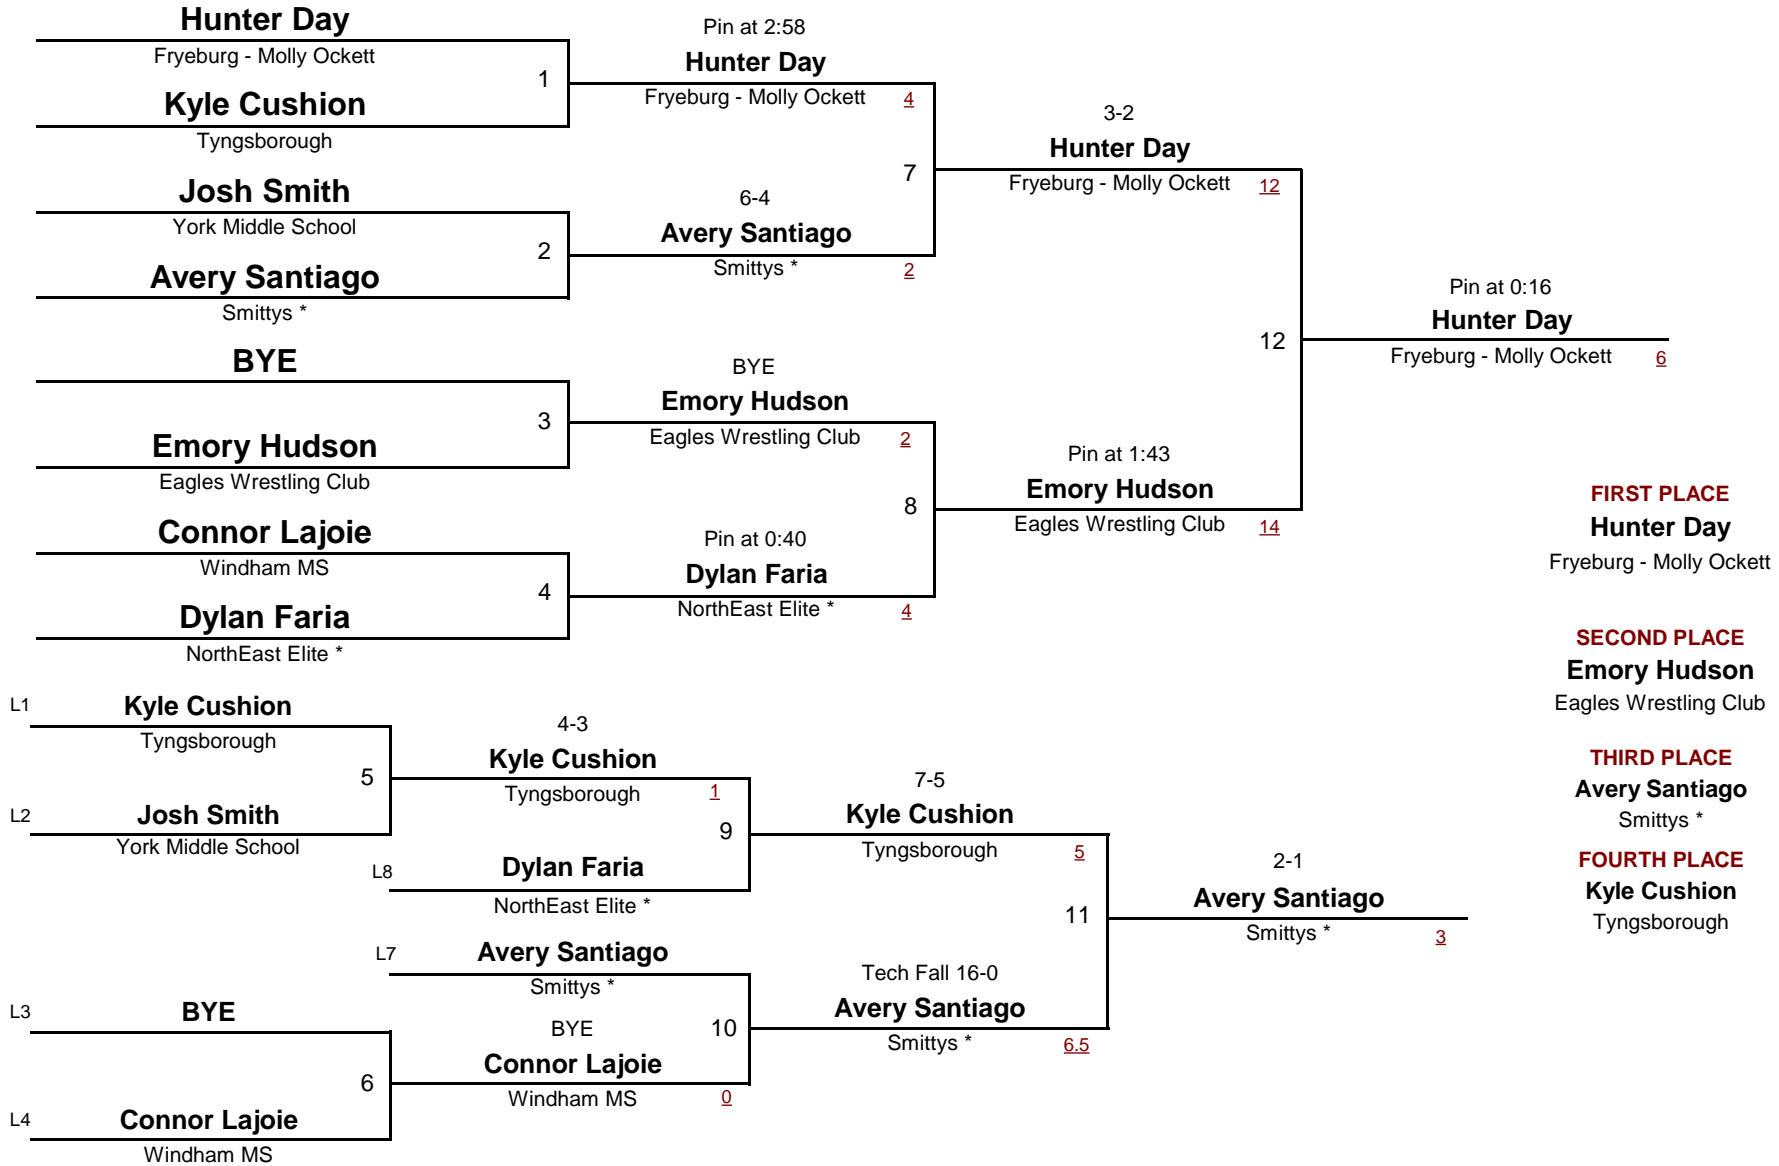 Hunter Day
Fryeburg - Molly Ockett
1
Kyle Cushion
Tyngsborough
Josh Smith
York Middle School
2
Avery Santiago
Smittys *
BYE
3
Emory Hudson
Eagles Wrestling Club
Connor Lajoie
Windham MS
4
Dylan Faria
NorthEast Elite *
Pin at 2:58
Hunter Day
Fryeburg - Molly Ockett 4
7
6-4
Avery Santiago
Smittys * 2
BYE
Emory Hudson
Eagles Wrestling Club 2
8
Pin at 0:40
Dylan Faria
NorthEast Elite * 4
3-2
Hunter Day
Fryeburg - Molly Ockett 12
12
Pin at 1:43
Emory Hudson
Eagles Wrestling Club 14
Pin at 0:16
Hunter Day
Fryeburg - Molly Ockett 6
FIRST PLACE
Hunter Day
Fryeburg - Molly Ockett
SECOND PLACE
Emory Hudson
Eagles Wrestling Club
THIRD PLACE
Avery Santiago
Smittys *
FOURTH PLACE
Kyle Cushion
Tyngsborough
L1 Kyle Cushion
Tyngsborough
5
L2 Josh Smith
York Middle School
L3 BYE
6
L4 Connor Lajoie
Windham MS
4-3
Kyle Cushion
Tyngsborough 1
9
L8 Dylan Faria
NorthEast Elite *
L7 Avery Santiago
Smittys *
10
BYE
Connor Lajoie
Windham MS 0
7-5
Kyle Cushion
Tyngsborough 5
11
Tech Fall 16-0
Avery Santiago
Smittys * 6.5
2-1
Avery Santiago
Smittys * 3